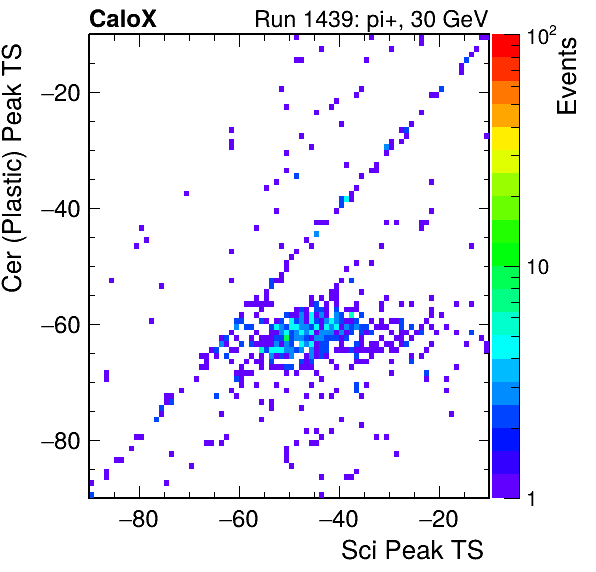 CaloX Run 1439: pi+, 30 GeV
Cer (Plastic) Peak TS
−20
−40
−60
−80
−80 −60 −40 −20
Sci Peak TS
10²
10
1
Events